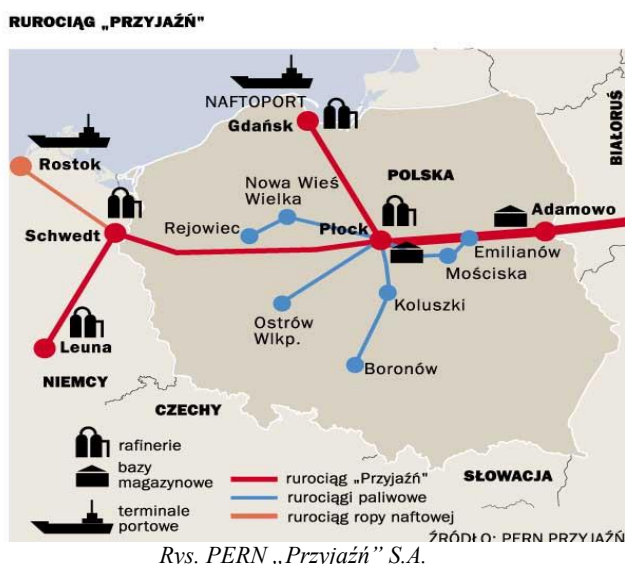 RUROCIĄG „PRZYJAŹŃ”
NAFTOPORT
Gdańsk
BIAŁORUŚ
Rostok
POLSKA
Nowa Wieś
Wielka
Adamowo
Rejowiec
Płock
Schwedt
Emilianów
Mościska
Koluszki
Ostrów
Wlkp.
Leuna
Boronów
NIEMCY
CZECHY
rafinerie
bazy
magazynowe
SŁOWACJA
rurociąg „Przyjaźń”
rurociągi paliwowe
terminale
portowe
rurociąg ropy naftowej
ŹRÓDŁO: PERN PRZYJAŹŃ
Rys. PERN „Przyjaźń” S.A.